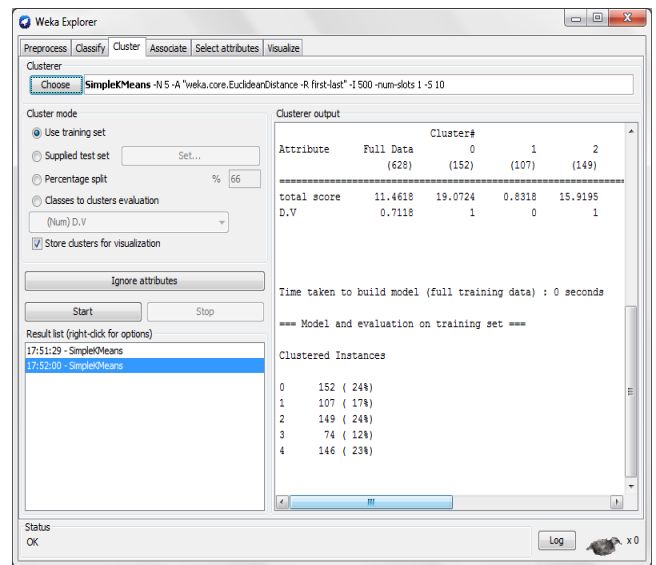 Weka Explorer
Preprocess Classify Cluster Associate Select attributes Visualize
Clusterer
Choose SimpleKMeans -N 5 -A "weka.core.EuclideanDistance -R first-last" -I 500 -num-slots 1 -S 10
Cluster mode
Use training set
Supplied test set Set...
Percentage split % 66
Classes to clusters evaluation
(Num) D.V
Store clusters for visualization
Ignore attributes
Start Stop
Result list (right-click for options)
17:51:29 - SimpleKMeans
17:52:00 - SimpleKMeans
Clusterer output
Cluster#
Attribute Full Data 0 1 2
(628) (152) (107) (149)
==========================================================
total score 11.4618 19.0724 0.8318 15.9195
D.V 0.7118 1 0 1
Time taken to build model (full training data) : 0 seconds
=== Model and evaluation on training set ===
Clustered Instances
0 152 ( 24%)
1 107 ( 17%)
2 149 ( 24%)
3 74 ( 12%)
4 146 ( 23%)
Status
OK
Log x 0